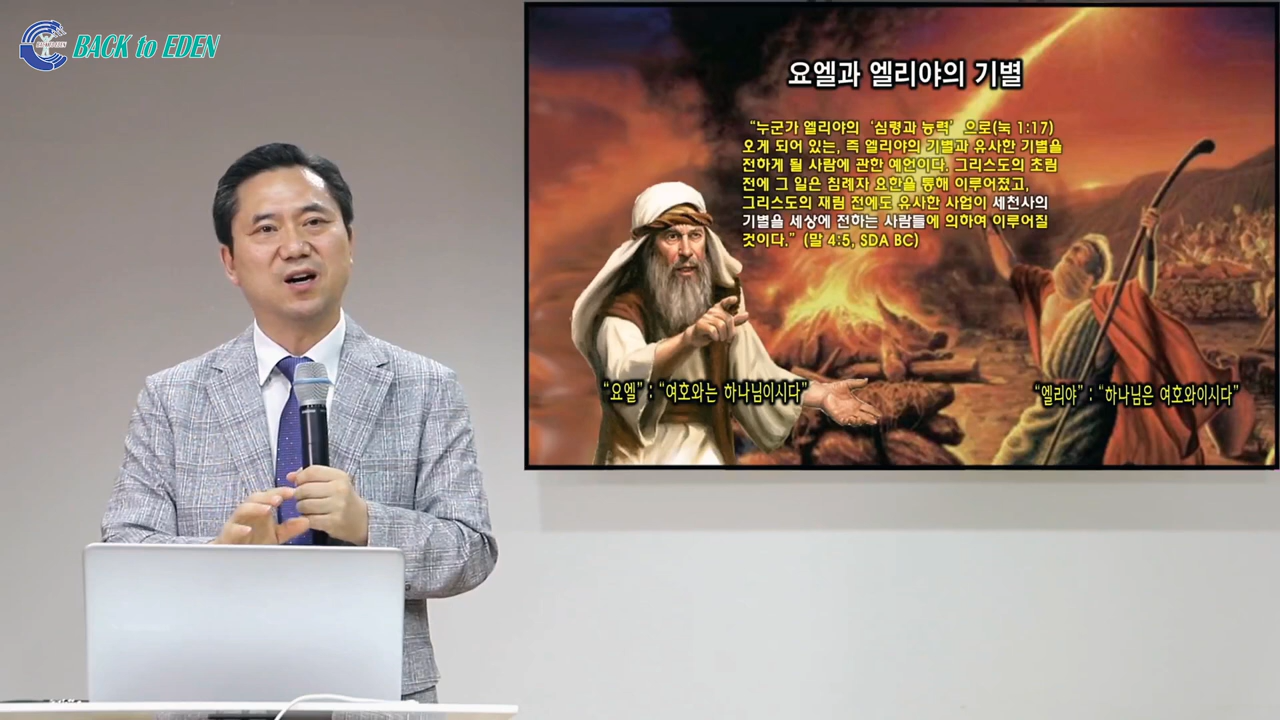 BACK to EDEN
요엘과 엘리야의 기별
“누군가 엘리야의 ‘심령과 능력’ 으로(눅 1:17)
오게 되어 있는, 즉 엘리야의 기별과 유사한 기별을
전하게 될 사람에 관한 예언이다. 그리스도의 초림
전에 그 일은 침례자 요한을 통해 이루어졌고,
그리스도의 재림 전에도 유사한 사업이 세천사의
기별을 세상에 전하는 사람들에 의하여 이루어질
것이다.” (말 4:5, SDA BC)
“요엘” : “여호와는 하나님이시다”
“엘리야” : “하나님은 여호와이시다”